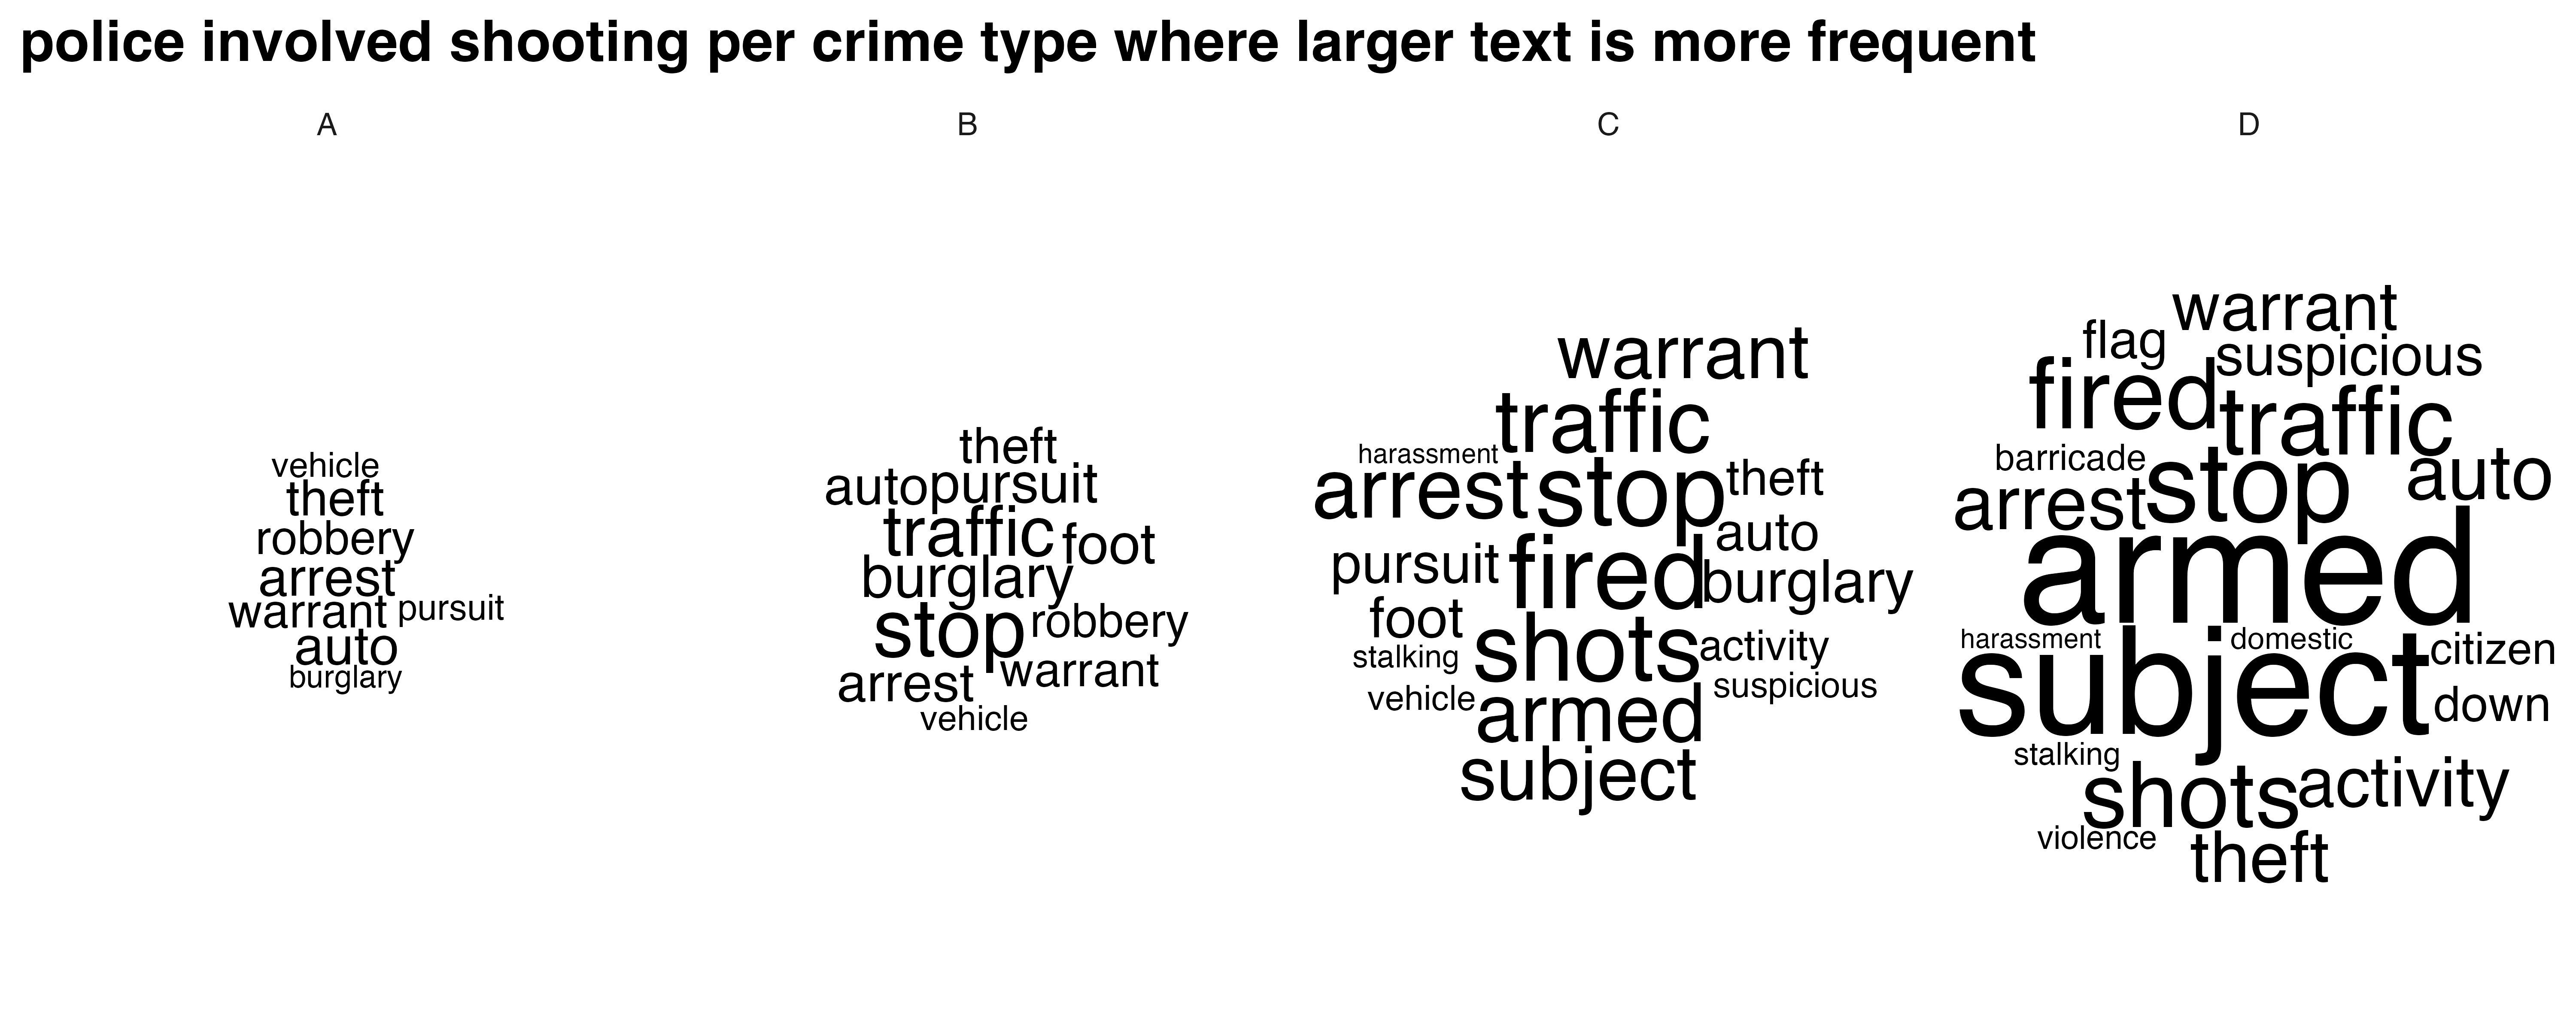 police involved shooting per crime type where larger text is more frequent
A
vehicle
theft
robbery
arrest
warrant pursuit
auto
burglary
B
theft
auto pursuit
traffic foot
burglary
stop robbery
arrest warrant
vehicle
C
warrant
traffic
harassment
arrest stop theft
auto
pursuit fired burglary
foot
shots activity
stalking
suspicious
vehicle armed
subject
D
warrant
flag suspicious
fired traffic
barricade
arrest stop auto
armed
harassment domestic citizen
subject down
stalking
shots activity
violence
theft